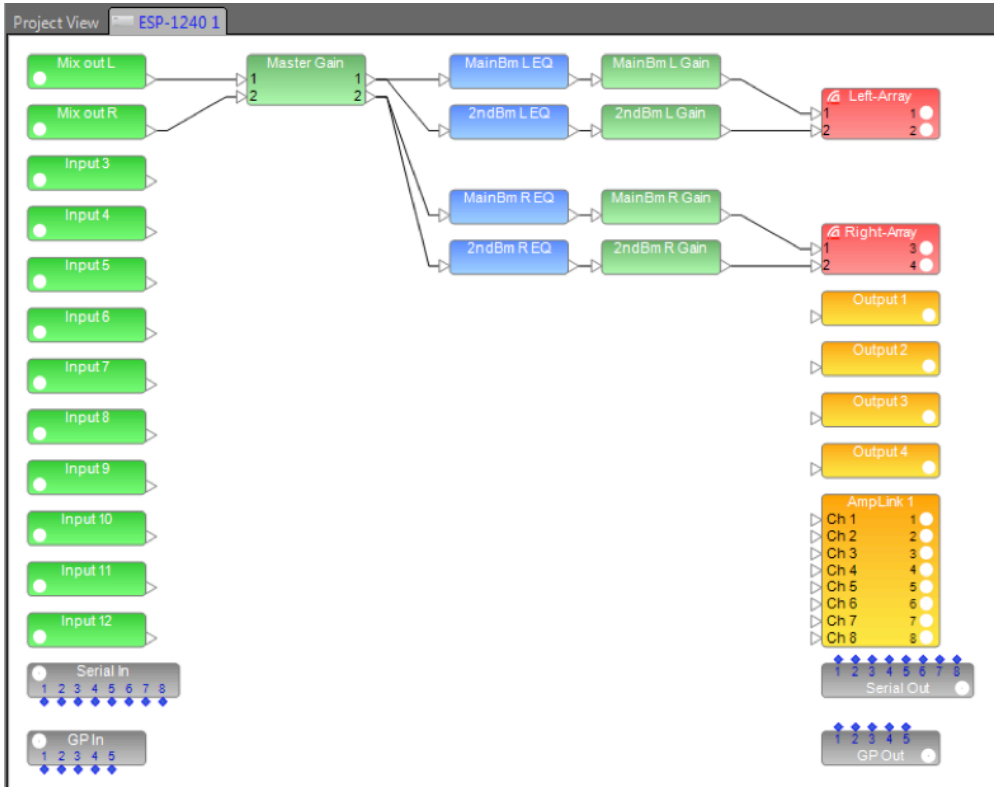 Project View ESP-1240 1
Mix out L
Master Gain
1 1
2 2
MainBm L EQ
MainBm L Gain
Left-Array
1 1
2 2
Mix out R
2ndBm L EQ
2ndBm L Gain
Input 3
Input 4
MainBm R EQ
MainBm R Gain
Right-Array
1 3
2 4
Input 5
2ndBm R EQ
2ndBm R Gain
Output 1
Input 6
Output 2
Input 7
Output 3
Input 8
Output 4
Input 9
AmpLink 1
Ch 1 1
Ch 2 2
Ch 3 3
Ch 4 4
Ch 5 5
Ch 6 6
Ch 7 7
Ch 8 8
Input 10
Input 11
Input 12
Serial In
1 2 3 4 5 6 7 8
1 2 3 4 5 6 7 8
Serial Out
GP In
1 2 3 4 5
1 2 3 4 5
GP Out